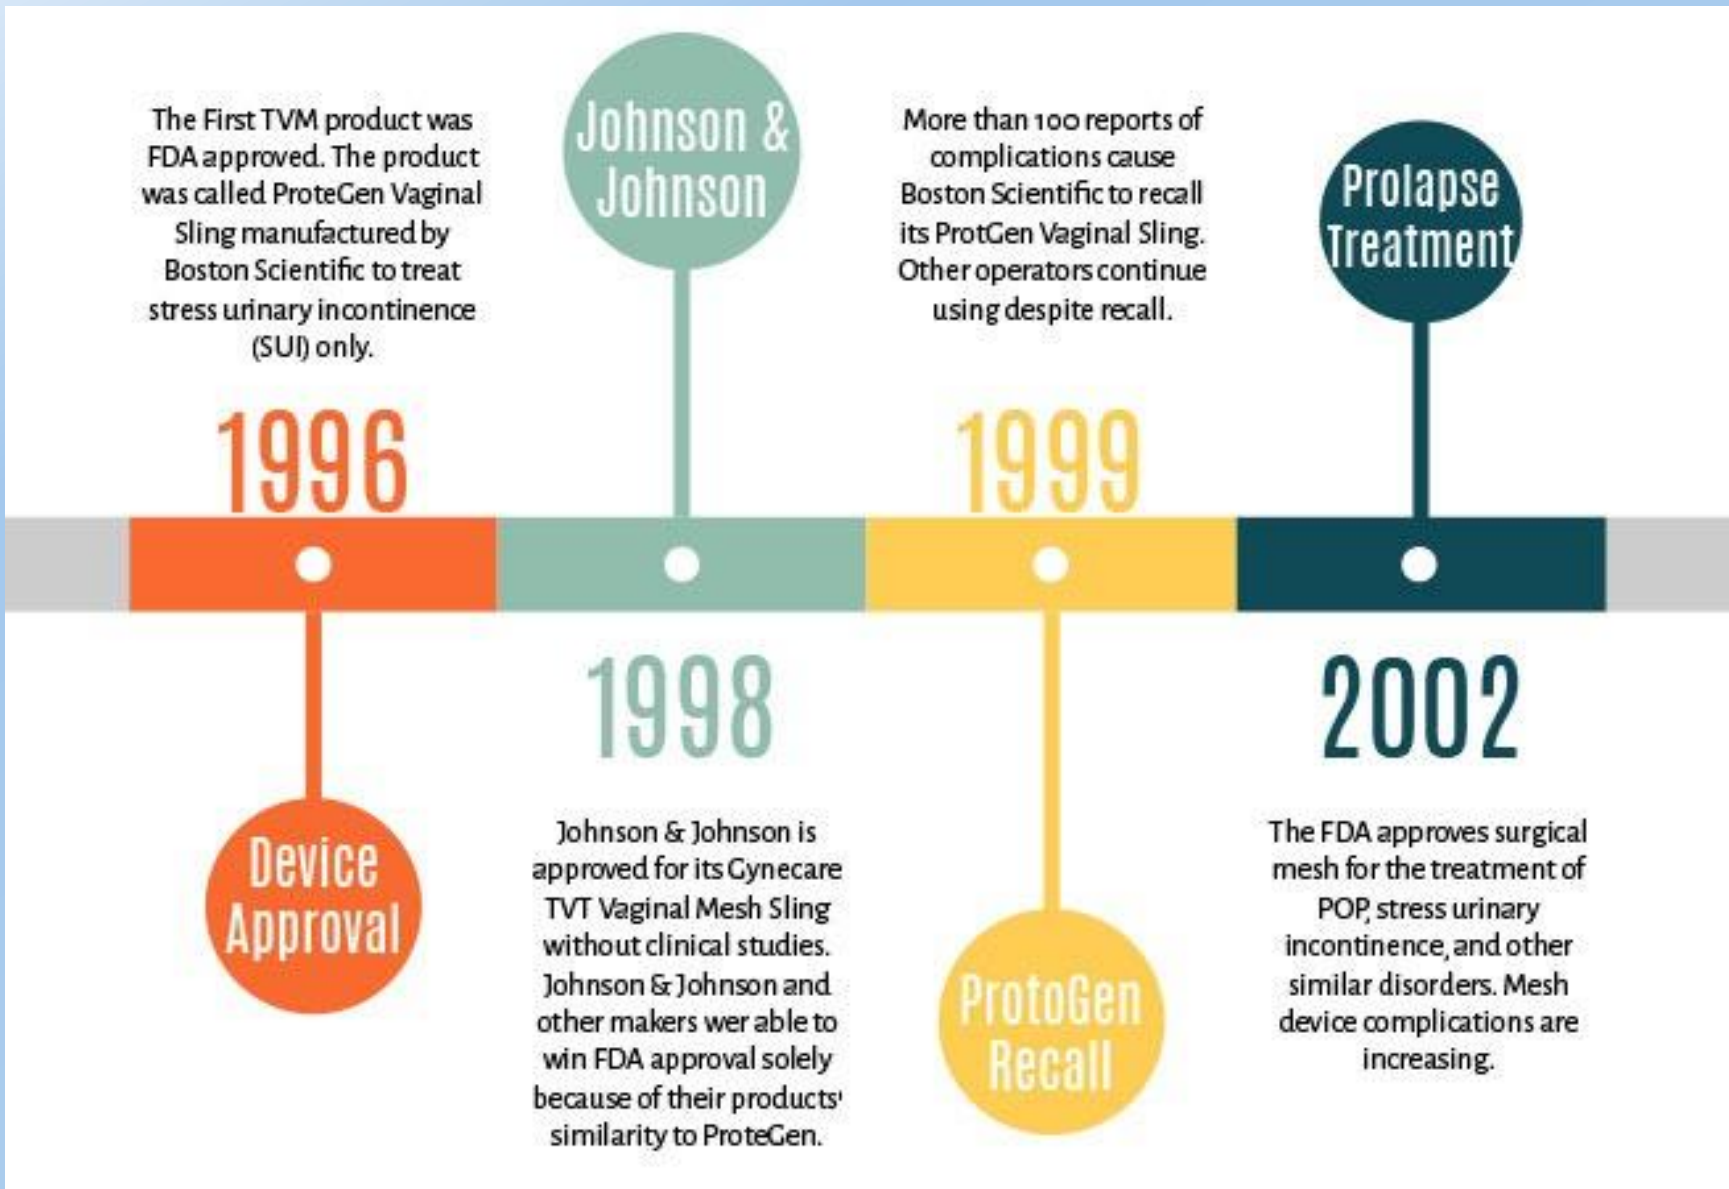 The First TVM product was
FDA approved. The product
was called ProteGen Vaginal
Sling manufactured by
Boston Scientific to treat
stress urinary incontinence
(SUI) only.
1996
Device
Approval
Johnson &
Johnson
1998
Johnson & Johnson is
approved for its Gynecare
TVT Vaginal Mesh Sling
without clinical studies.
Johnson & Johnson and
other makers wer able to
win FDA approval solely
because of their products'
similarity to ProteGen.
More than 100 reports of
complications cause
Boston Scientific to recall
its ProtGen Vaginal Sling.
Other operators continue
using despite recall.
1999
ProtoGen
Recall
Prolapse
Treatment
2002
The FDA approves surgical
mesh for the treatment of
POP, stress urinary
incontinence, and other
similar disorders. Mesh
device complications are
increasing.